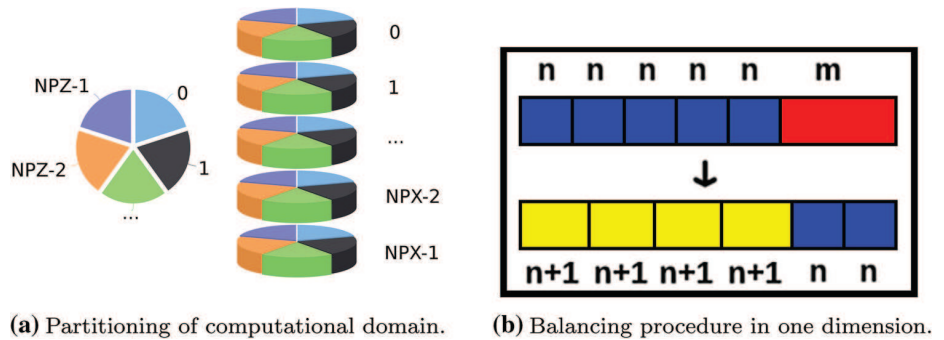 NPZ-1
0
NPZ-2
1
...
0
1
...
NPX-2
NPX-1
n n n n n m
n+1 n+1 n+1 n+1 n n
(a) Partitioning of computational domain.
(b) Balancing procedure in one dimension.